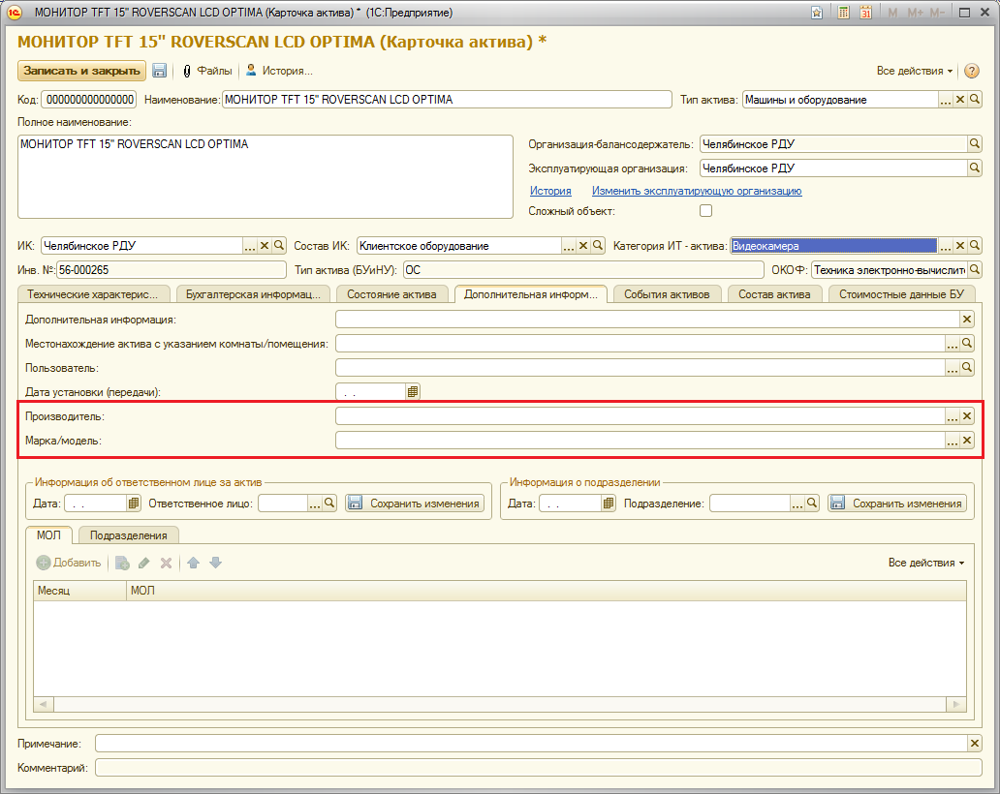 МОНИТОР TFT 15" ROVERSCAN LCD OPTIMA (Карточка актива) * (1С:Предприятие) 31 M M+ M-
МОНИТОР TFT 15" ROVERSCAN LCD OPTIMA (Карточка актива) *
Записать и закрыть Файлы История... Все действия ?
Код: 000000000000000 Наименование: МОНИТОР TFT 15" ROVERSCAN LCD OPTIMA Тип актива: Машины и оборудование ...
Полное наименование:
МОНИТОР TFT 15" ROVERSCAN LCD OPTIMA Организация-балансодержатель: Челябинское РДУ
Эксплуатирующая организация: Челябинское РДУ
История Изменить эксплуатирующую организацию
Сложный объект:
ИК: Челябинское РДУ ... Состав ИК: Клиентское оборудование ... Категория ИТ - актива: Видеокамера ...
Инв. №: 56-000265 Тип актива (БУиНУ): ОС ОКОФ: Техника электронно-вычислит
Технические характерис... Бухгалтерская информац... Состояние актива Дополнительная информ... События активов Состав актива Стоимостные данные БУ
Дополнительная информация:
Местонахождение актива с указанием комнаты/помещения: ...
Пользователь: ...
Дата установки (передачи): . .
Производитель: ...
Марка/модель: ...
Информация об ответственном лице за актив Информация о подразделении
Дата: . . Ответственное лицо: ... Сохранить изменения Дата: . . Подразделение: ... Сохранить изменения
МОЛ Подразделения
Добавить Все действия
Месяц МОЛ
Примечание:
Комментарий: